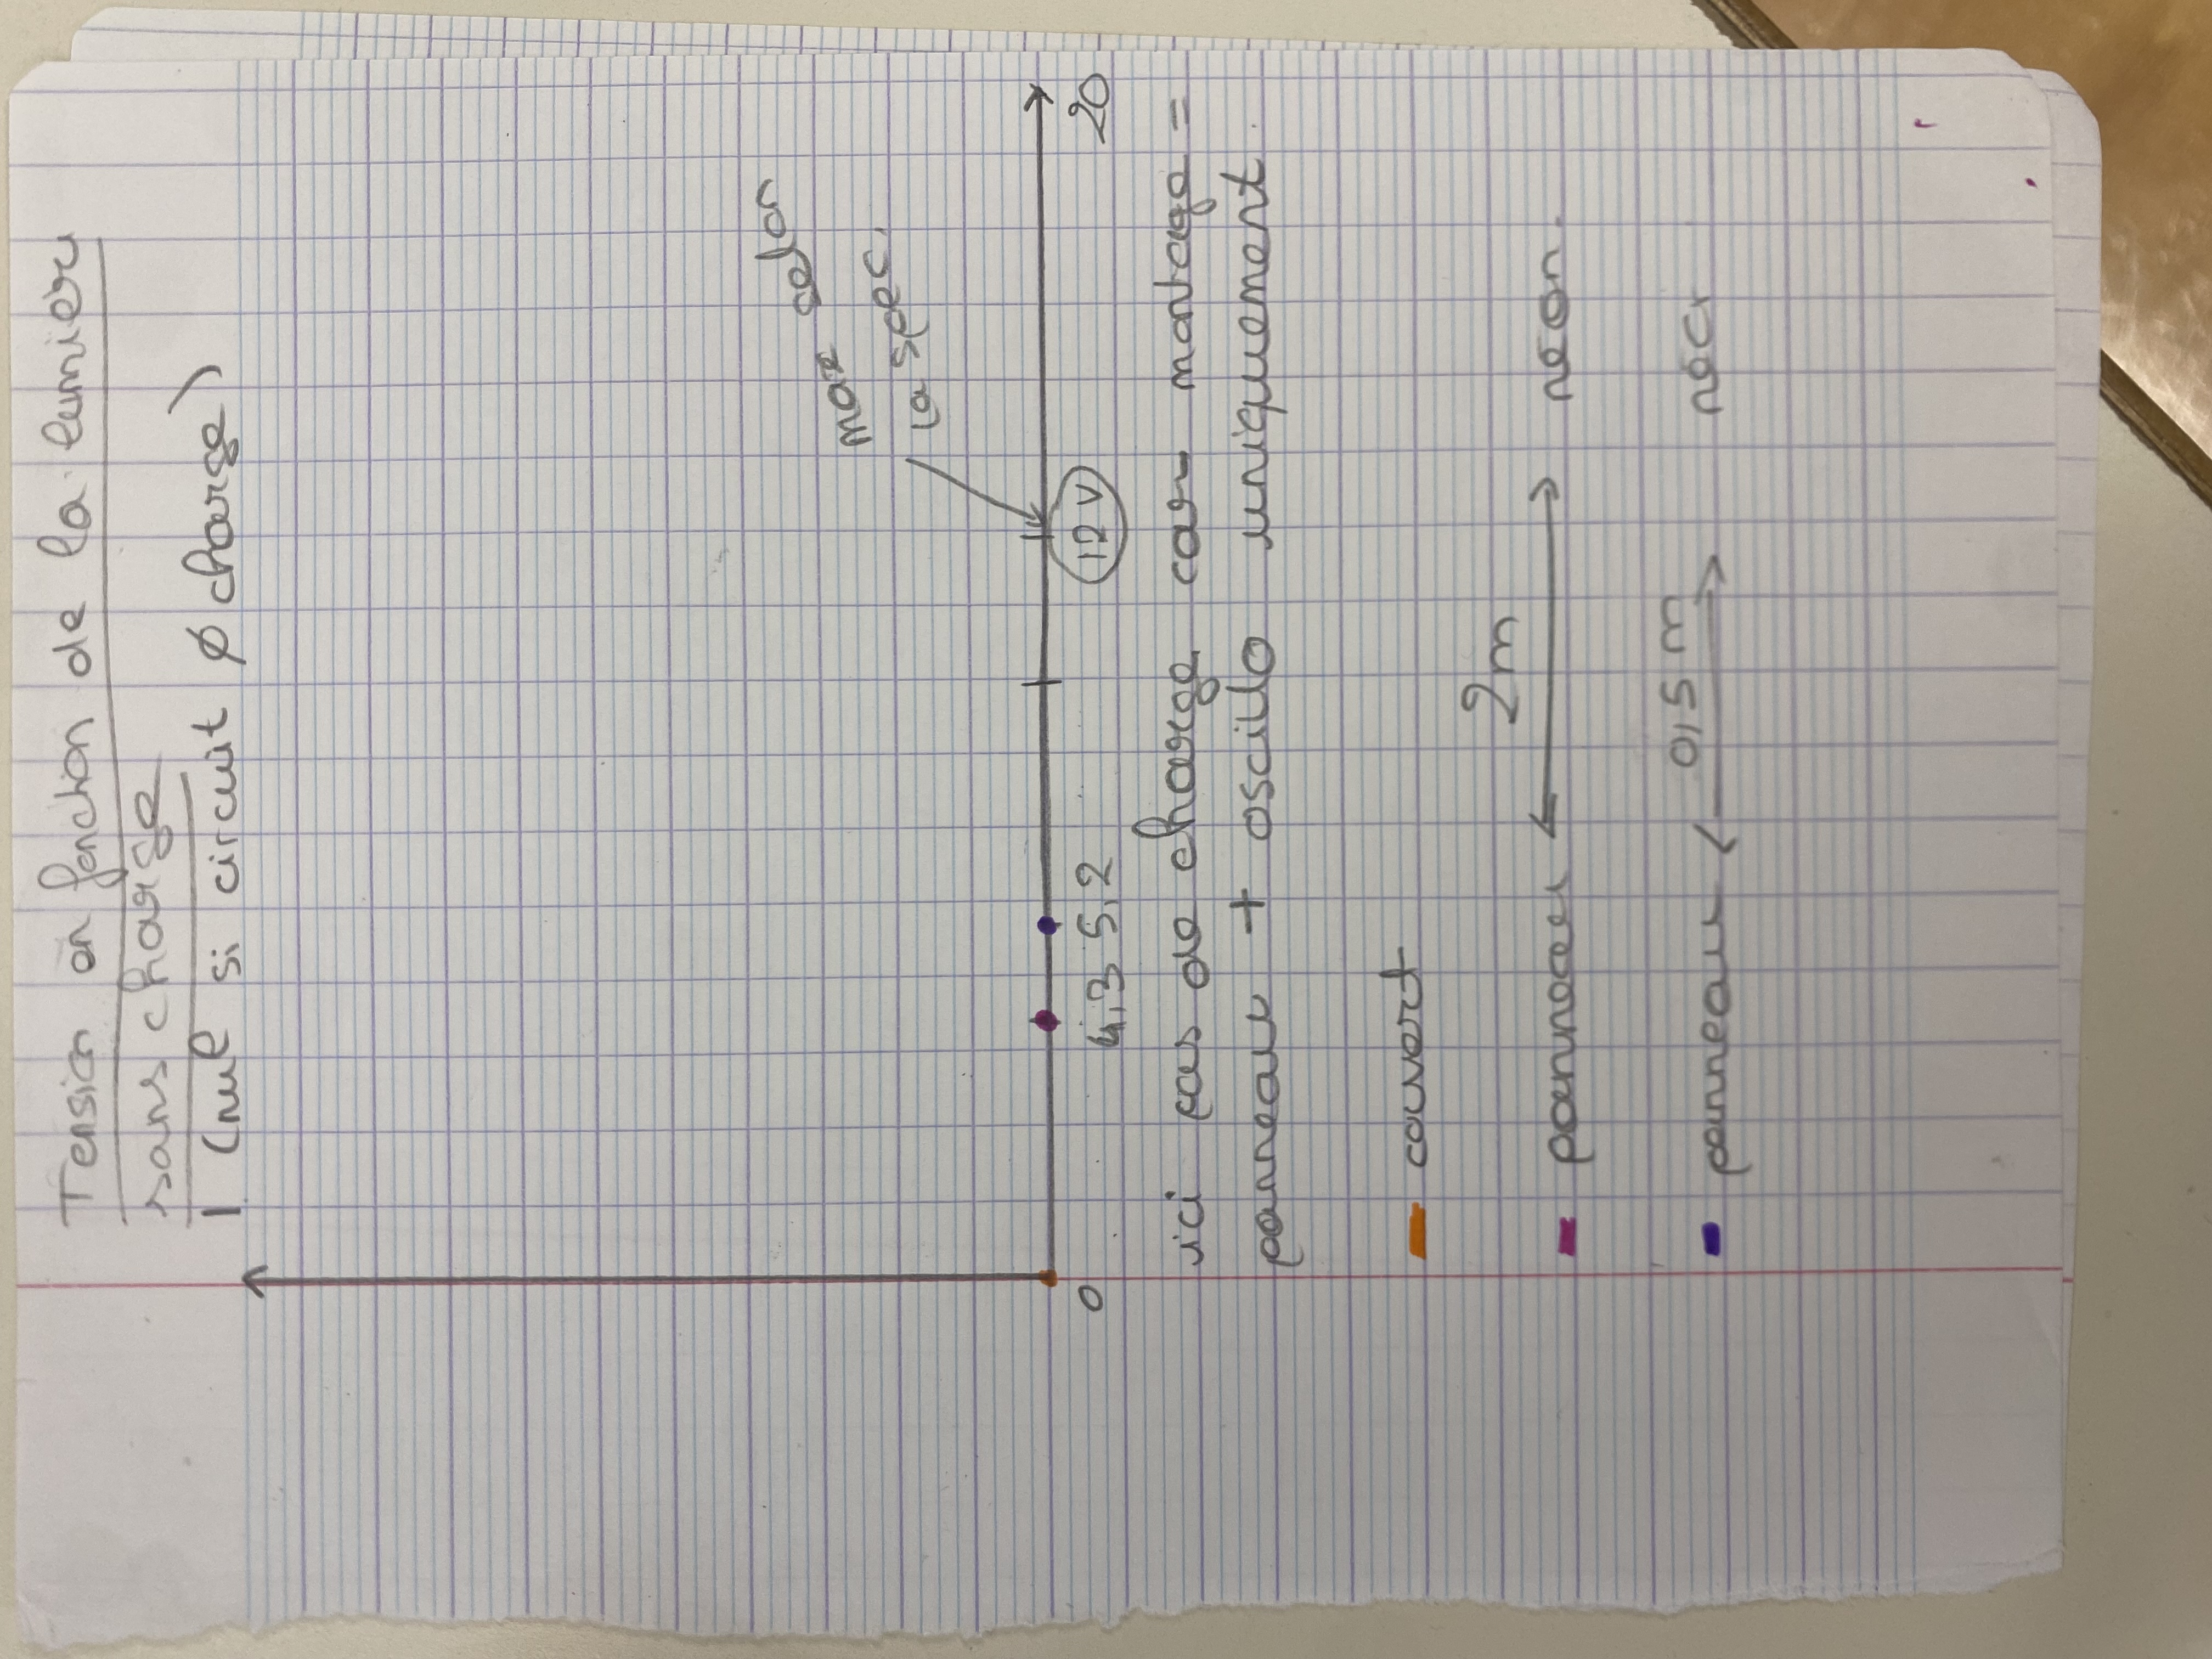 Tension en fonction de la lumière
sans charge
I (nul si circuit ∅ charge)
max selon
la spec.
0 4,3 5,2 12 V 20
ici pas de charge car montage =
panneau + oscillo uniquement.
couvert
2m
panneau ⟷ néon.
0,5 m
panneau ⟷ néon